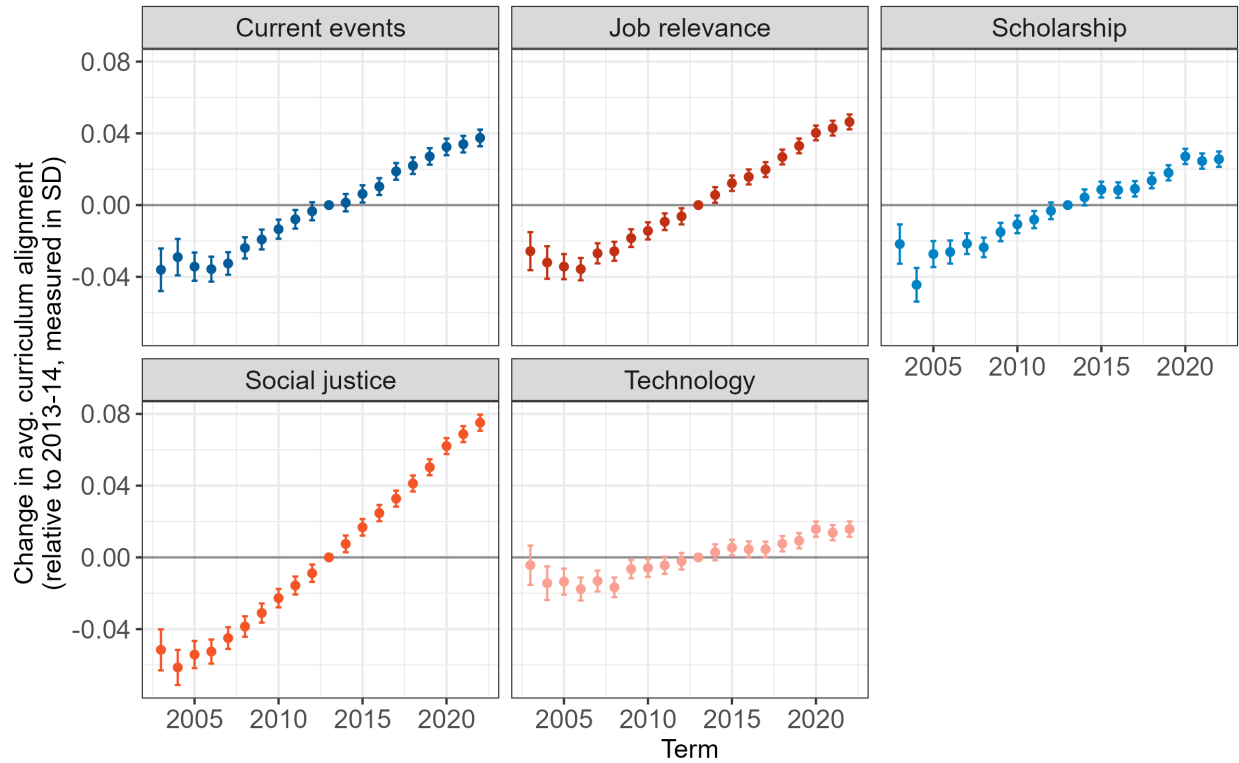 Current events
Job relevance
Scholarship
0.08
0.04
0.00
-0.04
2005 2010 2015 2020
Social justice
Technology
0.08
0.04
0.00
-0.04
2005 2010 2015 2020
2005 2010 2015 2020
Term
Change in avg. curriculum alignment
(relative to 2013-14, measured in SD)